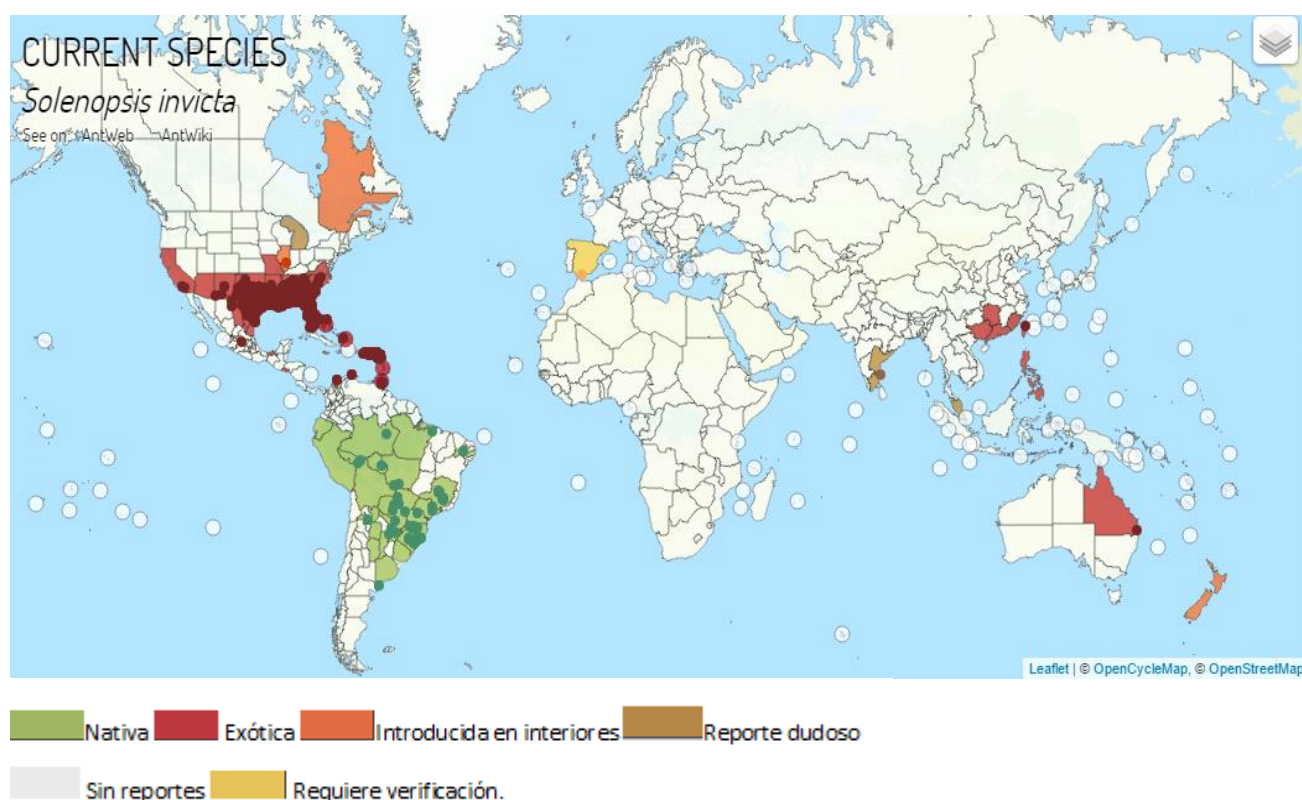 CURRENT SPECIES
Solenopsis invicta
See on: AntWeb AntWiki
Leaflet | © OpenCycleMap, © OpenStreetMap
Nativa Exótica Introducida en interiores Reporte dudoso
Sin reportes Requiere verificación.